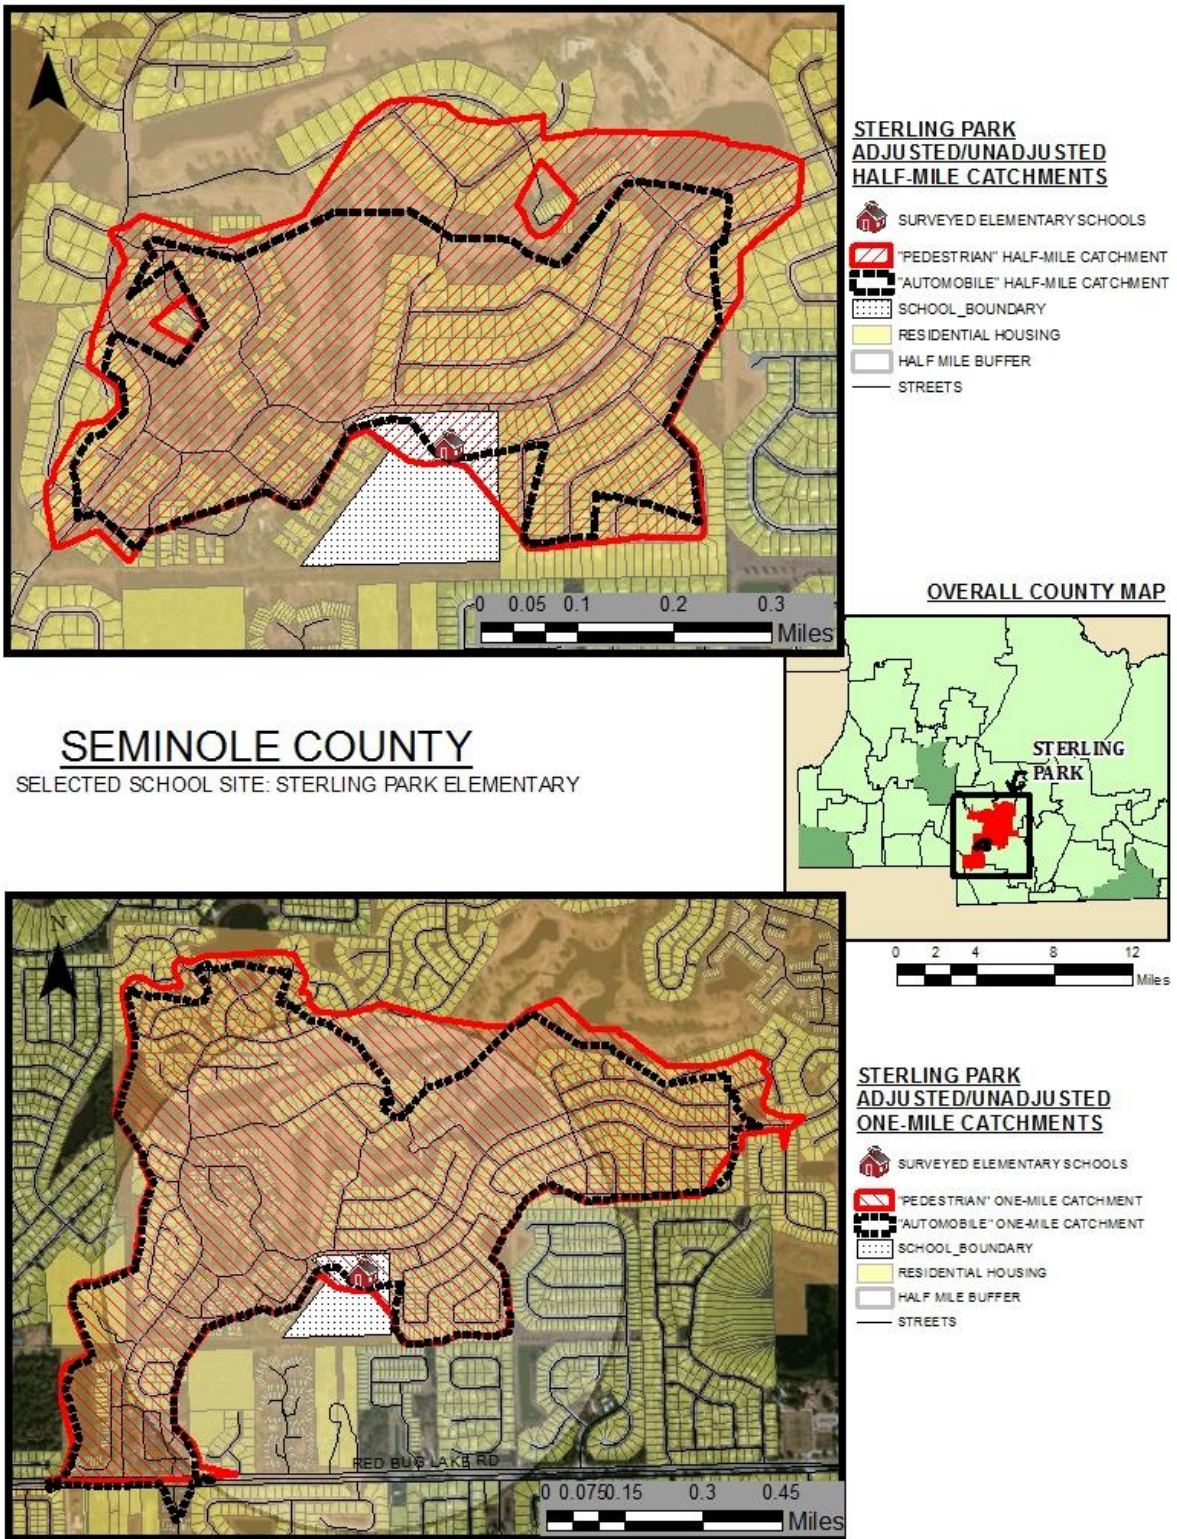 N
STERLING PARK
ADJUSTED/UNADJUSTED
HALF-MILE CATCHMENTS
SURVEYED ELEMENTARY SCHOOLS
"PEDESTRIAN" HALF-MILE CATCHMENT
"AUTOMOBILE" HALF-MILE CATCHMENT
SCHOOL_BOUNDARY
RESIDENTIAL HOUSING
HALF MILE BUFFER
STREETS
0 0.05 0.1 0.2 0.3
Miles
OVERALL COUNTY MAP
STERLING
PARK
0 2 4 8 12
Miles
SEMINOLE COUNTY
SELECTED SCHOOL SITE: STERLING PARK ELEMENTARY
N
RED BUG LAKE RD
0 0.075 0.15 0.3 0.45
Miles
STERLING PARK
ADJUSTED/UNADJUSTED
ONE-MILE CATCHMENTS
SURVEYED ELEMENTARY SCHOOLS
"PEDESTRIAN" ONE-MILE CATCHMENT
"AUTOMOBILE" ONE-MILE CATCHMENT
SCHOOL_BOUNDARY
RESIDENTIAL HOUSING
HALF MILE BUFFER
STREETS